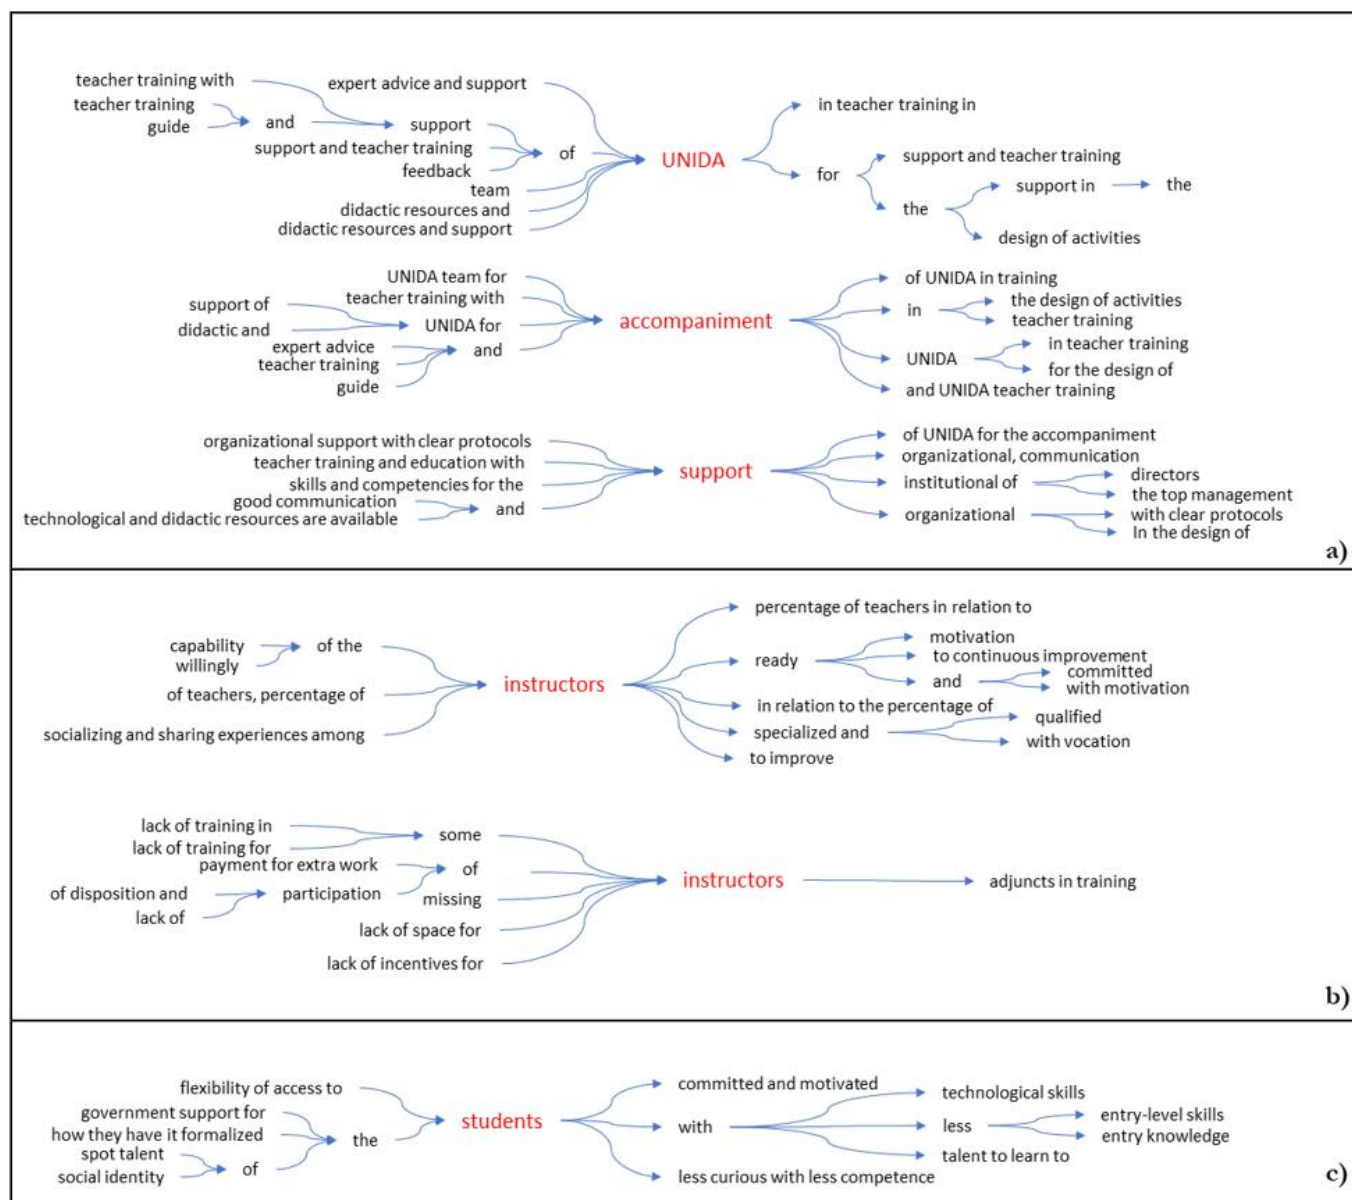 teacher training with
expert advice and support
teacher training
in teacher training in
guide
and
support
support and teacher training
of
UNIDA
support and teacher training
feedback
for
team
support in
the
didactic resources and
the
didactic resources and support
design of activities
UNIDA team for
of UNIDA in training
support of
teacher training with
the design of activities
in
didactic and
UNIDA for
accompaniment
teacher training
expert advice
and
in teacher training
teacher training
UNIDA
for the design of
guide
and UNIDA teacher training
organizational support with clear protocols
of UNIDA for the accompaniment
teacher training and education with
organizational, communication
support
directors
skills and competencies for the
institutional of
good communication
the top management
and
technological and didactic resources are available
organizational
with clear protocols
In the design of
a)
percentage of teachers in relation to
capability
of the
motivation
willingly
ready
to continuous improvement
committed
instructors
and
with motivation
of teachers, percentage of
in relation to the percentage of
qualified
socializing and sharing experiences among
specialized and
with vocation
to improve
lack of training in
some
lack of training for
payment for extra work
of
of disposition and
participation
missing
instructors
adjuncts in training
lack of
lack of space for
lack of incentives for
b)
flexibility of access to
committed and motivated
technological skills
government support for
students
entry-level skills
with
less
how they have it formalized
the
entry knowledge
spot talent
of
talent to learn to
social identity
less curious with less competence
c)